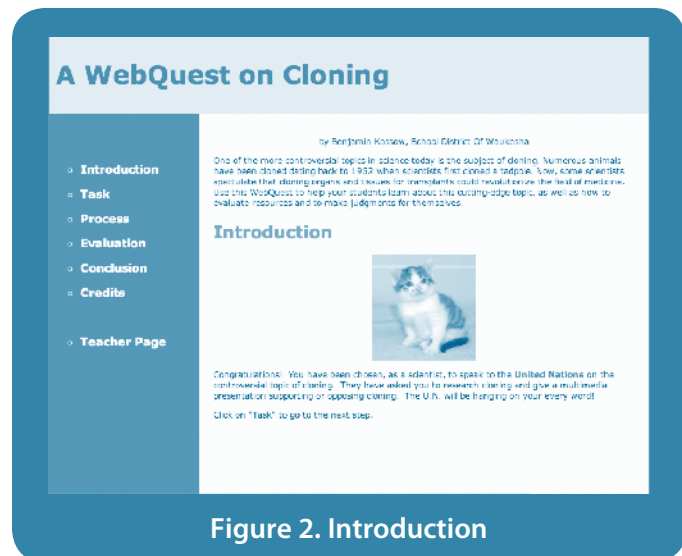 A WebQuest on Cloning
Introduction
Task
Process
Evaluation
Conclusion
Credits
Teacher Page
by Benjamin Kossow, School District Of Waukesha
One of the more controversial topics in science today is the subject of cloning. Numerous animals
have been cloned dating back to 1952 when scientists first cloned a tadpole. Now, some scientists
speculate that cloning organs and tissues for transplants could revolutionize the field of medicine.
Use this WebQuest to help your students learn about this cutting-edge topic, as well as how to
evaluate resources and to make judgments for themselves.
Introduction
Congratulations! You have been chosen, as a scientist, to speak to the United Nations on the
controversial topic of cloning. They have asked you to research cloning and give a multimedia
presentation supporting or opposing cloning. The U.N. will be hanging on your every word!
Click on "Task" to go to the next step.
Figure 2. Introduction